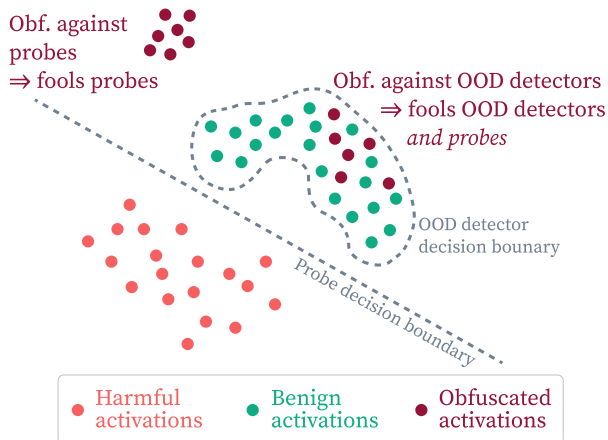 Obf. against
probes
⇒ fools probes
Obf. against OOD detectors
⇒ fools OOD detectors
and probes
OOD detector
decision bounary
Probe decision boundary
Harmful
activations
Benign
activations
Obfuscated
activations